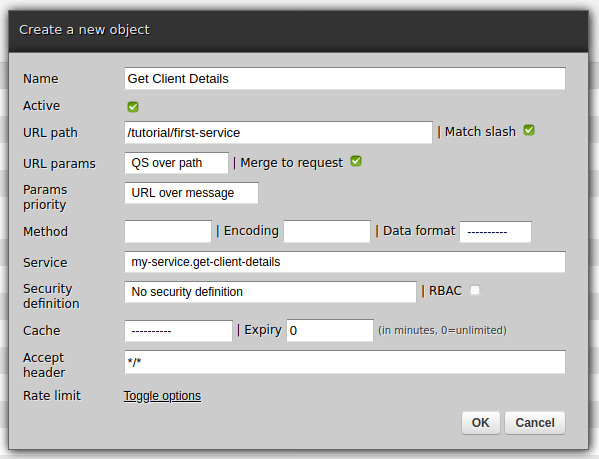 Create a new object
Name Get Client Details
Active
URL path /tutorial/first-service | Match slash
URL params QS over path | Merge to request
Params
priority URL over message
Method | Encoding | Data format ----------
Service my-service.get-client-details
Security
definition No security definition | RBAC
Cache ---------- | Expiry 0 (in minutes, 0=unlimited)
Accept
header */*
Rate limit Toggle options
OK Cancel